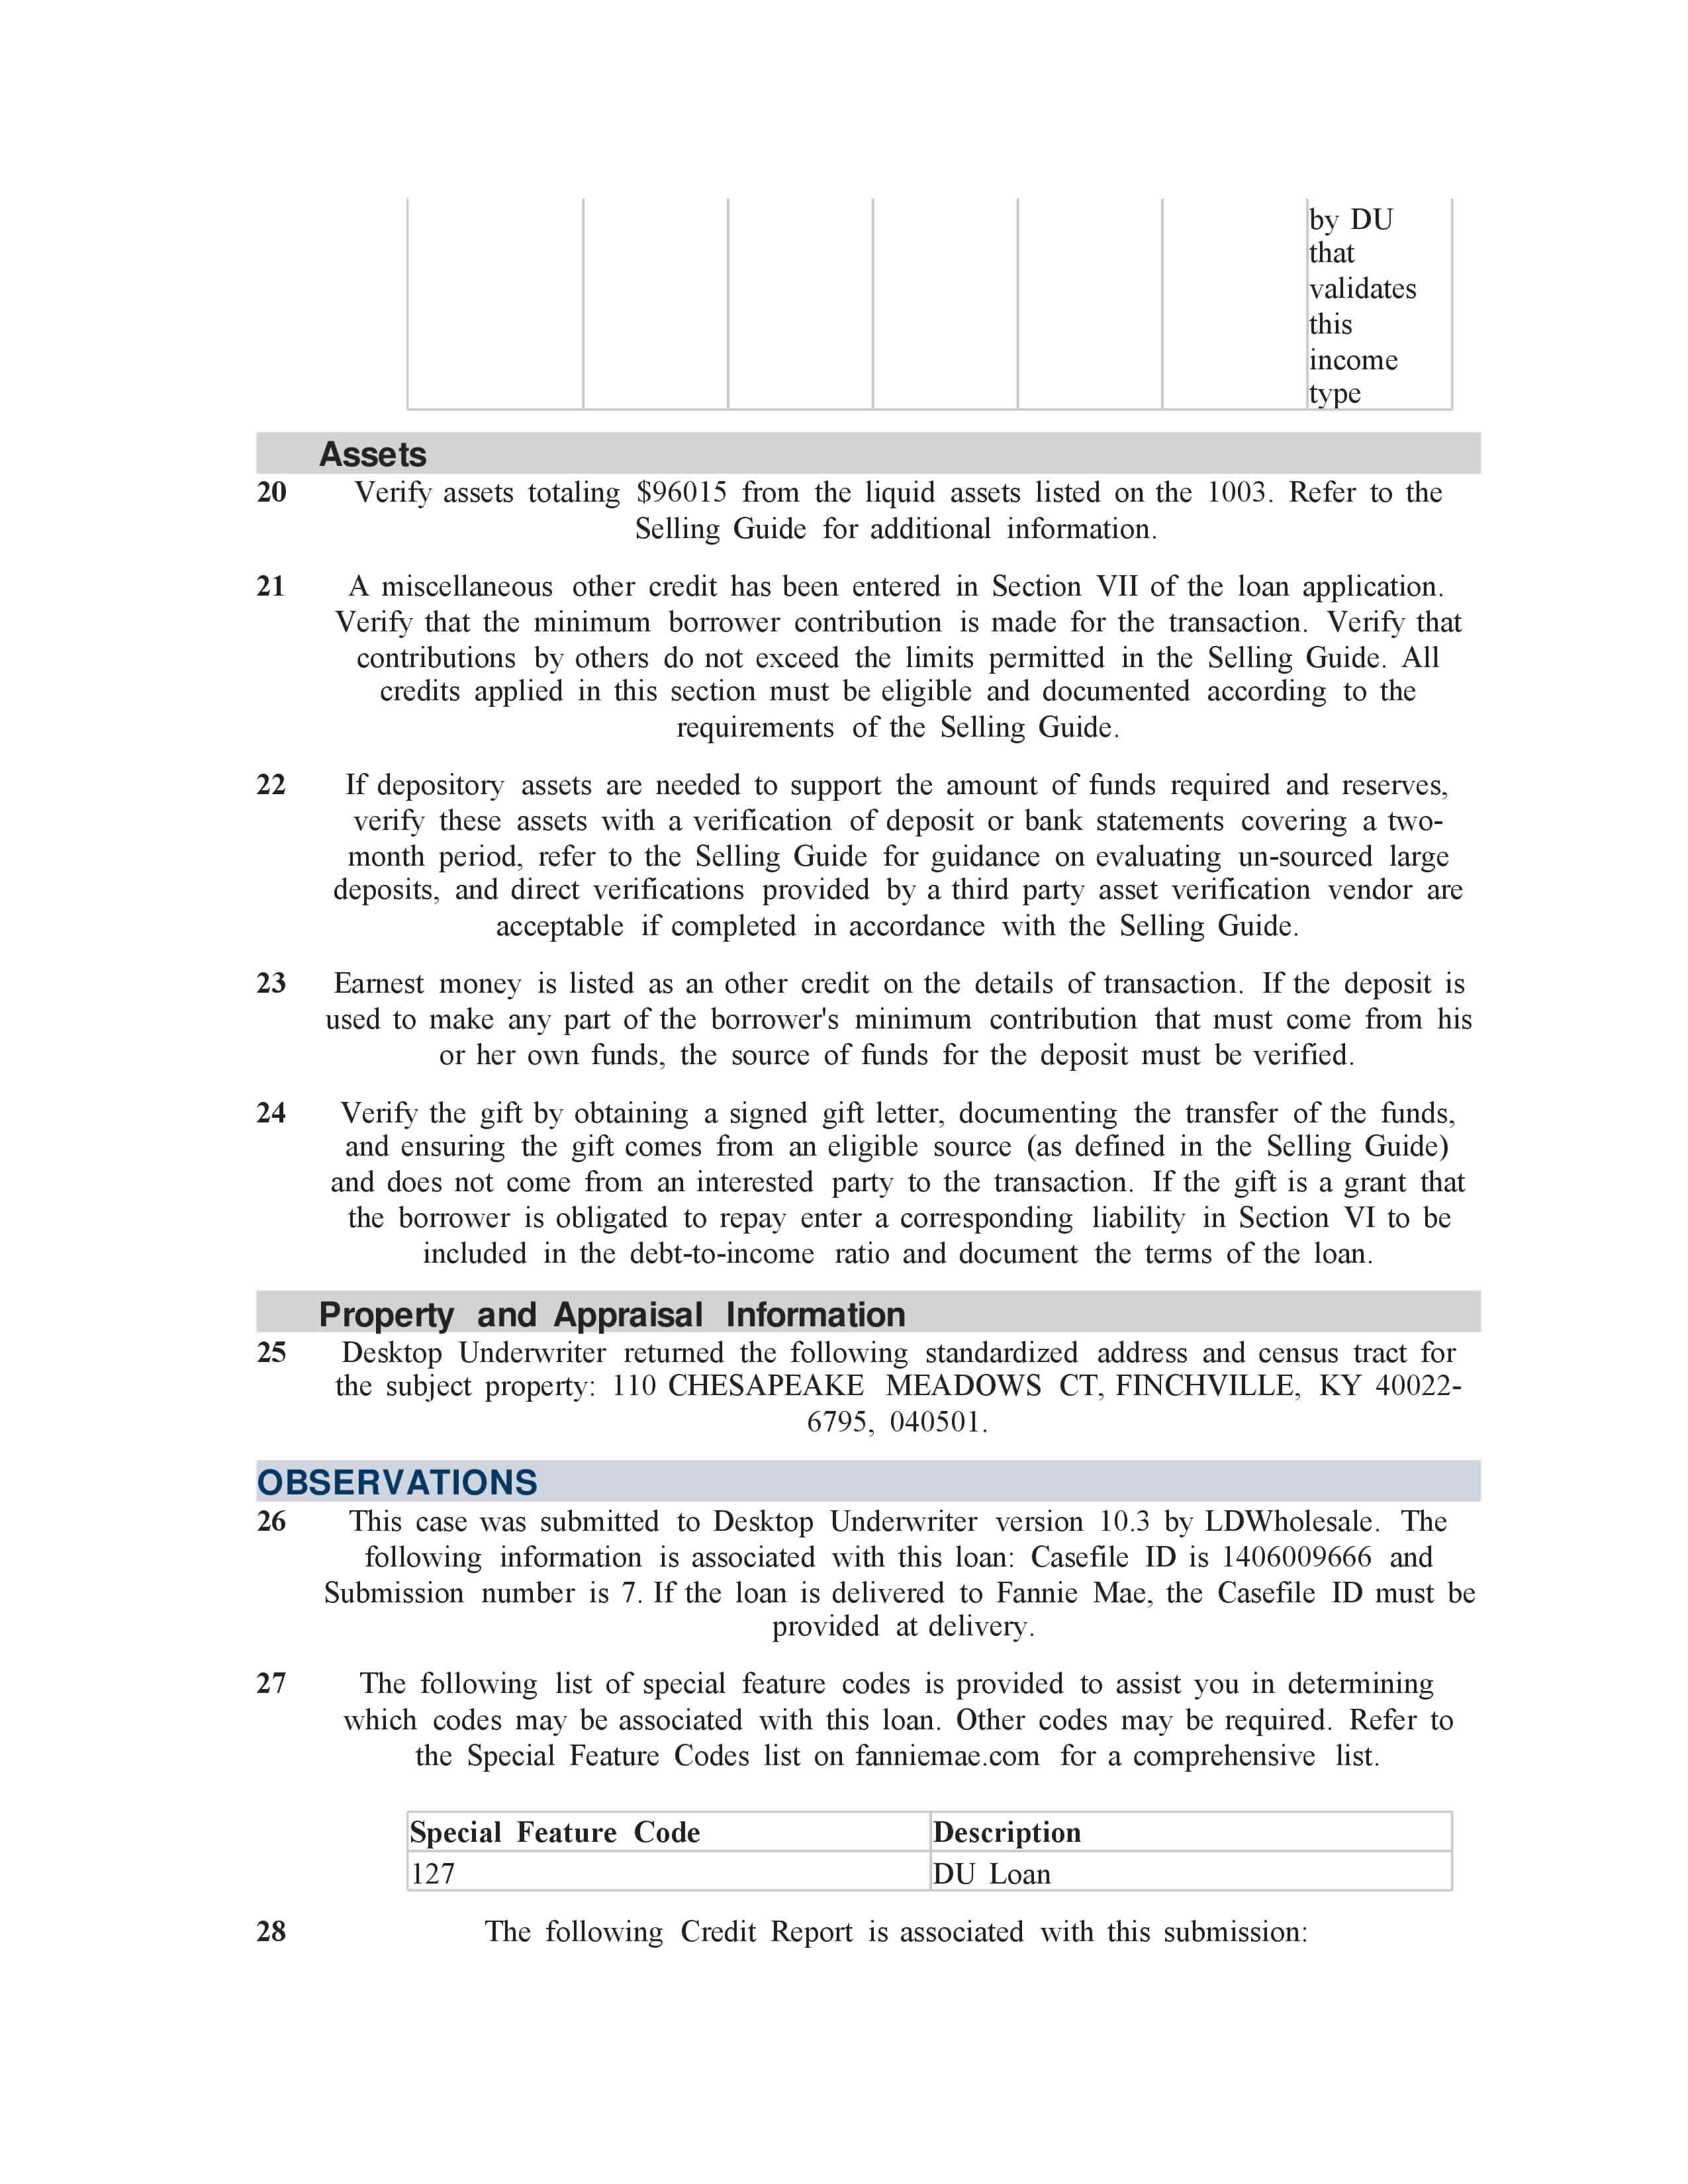 by DU
that
validates
this
income
type
Assets
20 Verify assets totaling $96015 from the liquid assets listed on the 1003. Refer to the
Selling Guide for additional information.
21 A miscellaneous other credit has been entered in Section VII of the loan application.
Verify that the minimum borrower contribution is made for the transaction. Verify that
contributions by others do not exceed the limits permitted in the Selling Guide. All
credits applied in this section must be eligible and documented according to the
requirements of the Selling Guide.
22 If depository assets are needed to support the amount of funds required and reserves,
verify these assets with a verification of deposit or bank statements covering a two-
month period, refer to the Selling Guide for guidance on evaluating un-sourced large
deposits, and direct verifications provided by a third party asset verification vendor are
acceptable if completed in accordance with the Selling Guide.
23 Earnest money is listed as an other credit on the details of transaction. If the deposit is
used to make any part of the borrower's minimum contribution that must come from his
or her own funds, the source of funds for the deposit must be verified.
24 Verify the gift by obtaining a signed gift letter, documenting the transfer of the funds,
and ensuring the gift comes from an eligible source (as defined in the Selling Guide)
and does not come from an interested party to the transaction. If the gift is a grant that
the borrower is obligated to repay enter a corresponding liability in Section VI to be
included in the debt-to-income ratio and document the terms of the loan.
Property and Appraisal Information
25 Desktop Underwriter returned the following standardized address and census tract for
the subject property: 110 CHESAPEAKE MEADOWS CT, FINCHVILLE, KY 40022-
6795, 040501.
OBSERVATIONS
26 This case was submitted to Desktop Underwriter version 10.3 by LDWholesale. The
following information is associated with this loan: Casefile ID is 1406009666 and
Submission number is 7. If the loan is delivered to Fannie Mae, the Casefile ID must be
provided at delivery.
27 The following list of special feature codes is provided to assist you in determining
which codes may be associated with this loan. Other codes may be required. Refer to
the Special Feature Codes list on fanniemae.com for a comprehensive list.
Special Feature Code Description
127 DU Loan
28 The following Credit Report is associated with this submission: